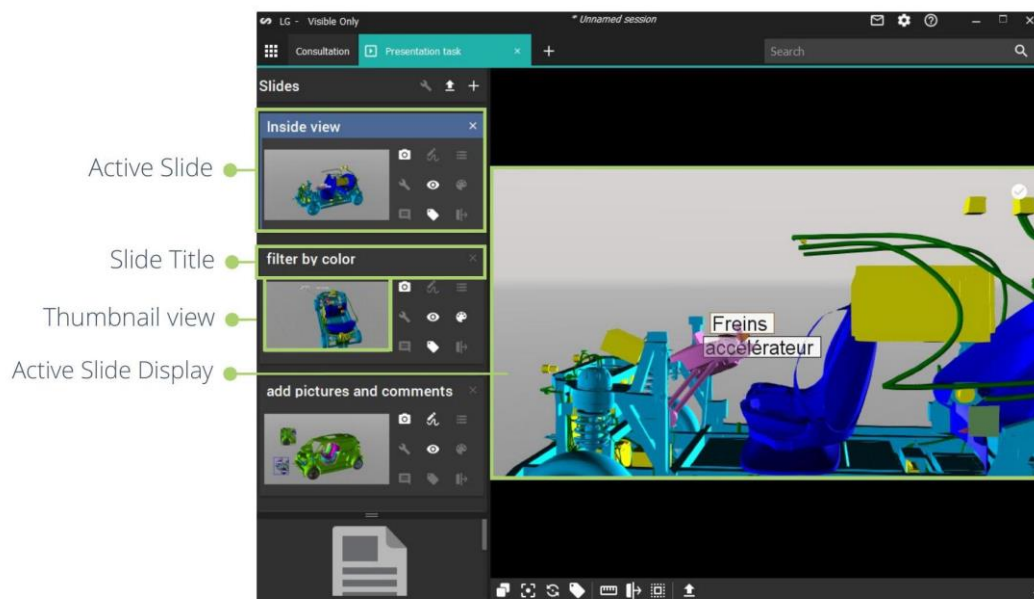 LG - Visible Only
* Unnamed session
Consultation
Presentation task
Search
Slides
Inside view
Active Slide
Slide Title
filter by color
Thumbnail view
Active Slide Display
Freins
accélérateur
add pictures and comments